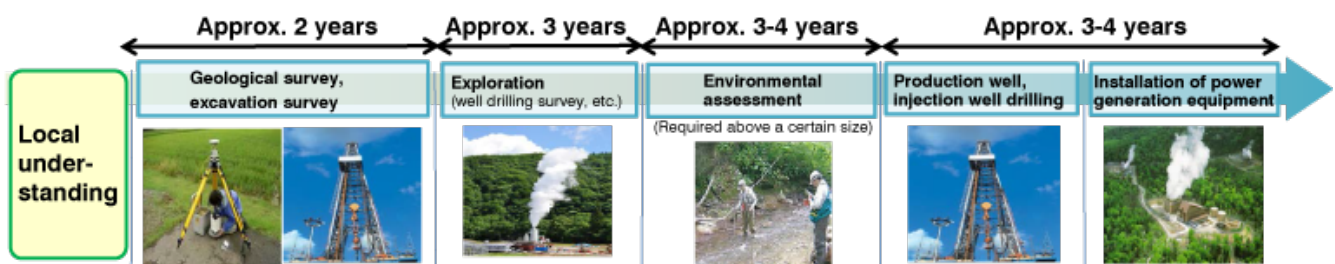 Approx. 2 years
Approx. 3 years
Approx. 3-4 years
Approx. 3-4 years
Local
under-
standing
Geological survey,
excavation survey
Exploration
(well drilling survey, etc.)
Environmental
assessment
(Required above a certain size)
Production well,
injection well drilling
Installation of power
generation equipment